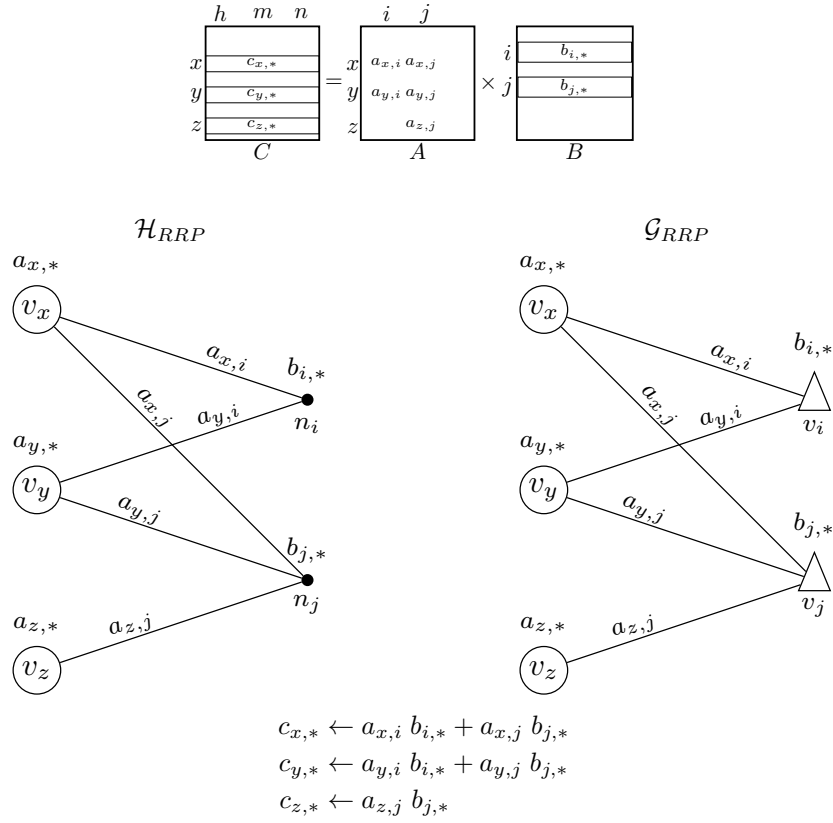 h m n i j
x c_{x,*} = x a_{x,i} a_{x,j} × i b_{i,*}
y c_{y,*} y a_{y,i} a_{y,j} j b_{j,*}
z c_{z,*} z a_{z,j}
C A B
ℋ_{RRP} 𝒢_{RRP}
a_{x,*} a_{x,*}
v_x v_x
a_{x,i} b_{i,*} a_{x,i} b_{i,*}
a_{x,j} a_{y,i} n_i a_{x,j} a_{y,i} v_i
a_{y,*} a_{y,*}
v_y v_y
a_{y,j} b_{j,*} a_{y,j} b_{j,*}
n_j v_j
a_{z,*} a_{z,j} a_{z,*} a_{z,j}
v_z v_z
c_{x,*} ← a_{x,i} b_{i,*} + a_{x,j} b_{j,*}
c_{y,*} ← a_{y,i} b_{i,*} + a_{y,j} b_{j,*}
c_{z,*} ← a_{z,j} b_{j,*}